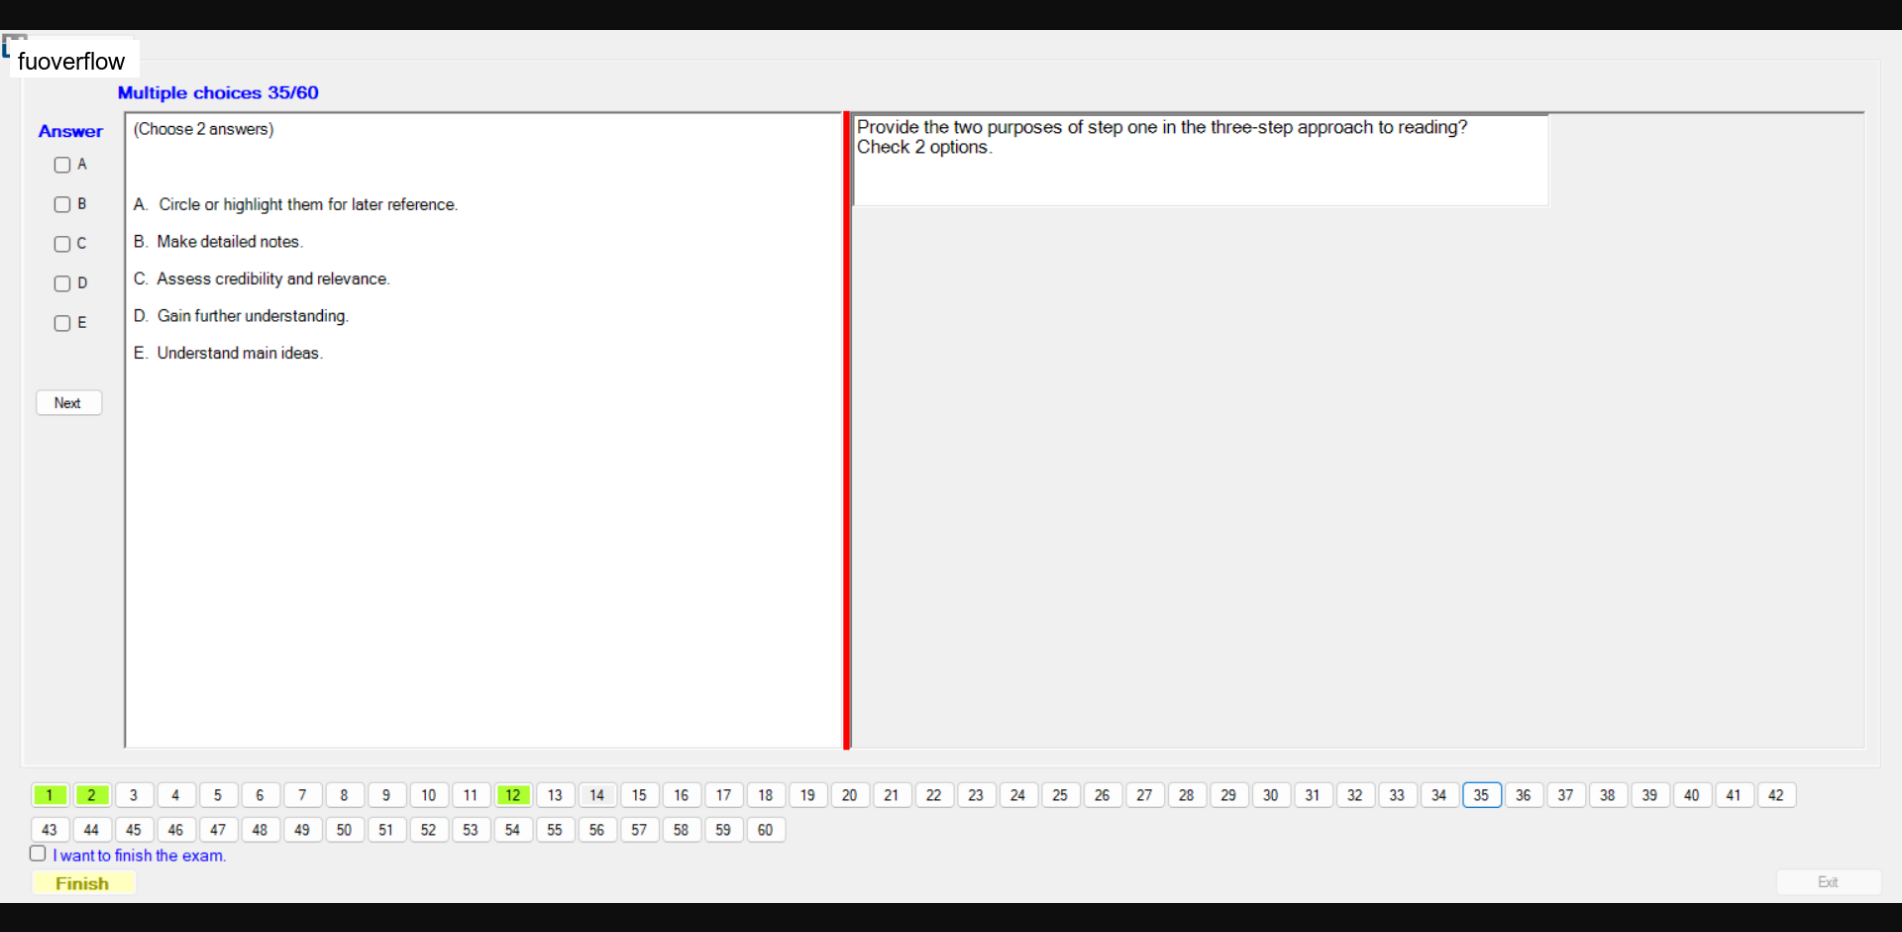 fuoverflow
Multiple choices 35/60
Answer
A
B
C
D
E
Next
(Choose 2 answers)
A. Circle or highlight them for later reference.
B. Make detailed notes.
C. Assess credibility and relevance.
D. Gain further understanding.
E. Understand main ideas.
Provide the two purposes of step one in the three-step approach to reading?
Check 2 options.
1 2 3 4 5 6 7 8 9 10 11 12 13 14 15 16 17 18 19 20 21 22 23 24 25 26 27 28 29 30 31 32 33 34 35 36 37 38 39 40 41 42
43 44 45 46 47 48 49 50 51 52 53 54 55 56 57 58 59 60
I want to finish the exam.
Finish
Exit